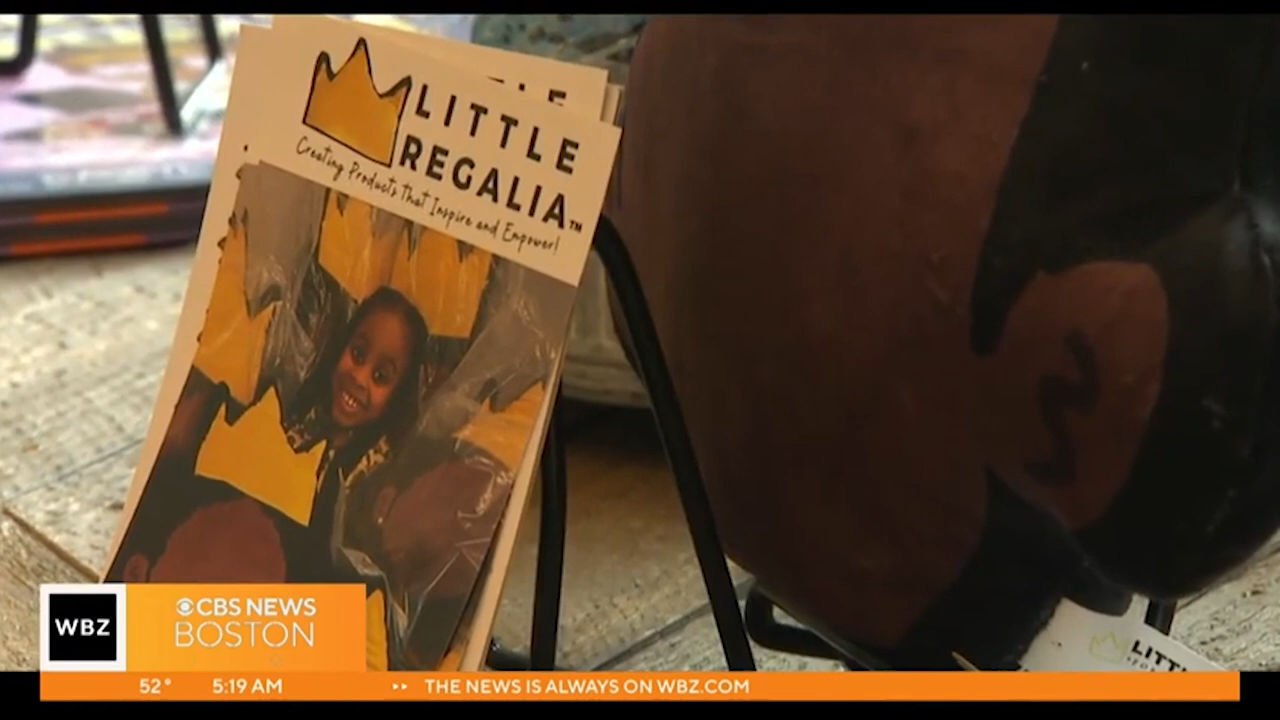 LITTLE
REGALIA™
Creating Products that Inspire and Empower!
WBZ
CBS NEWS
BOSTON
52° 5:19 AM THE NEWS IS ALWAYS ON WBZ.COM